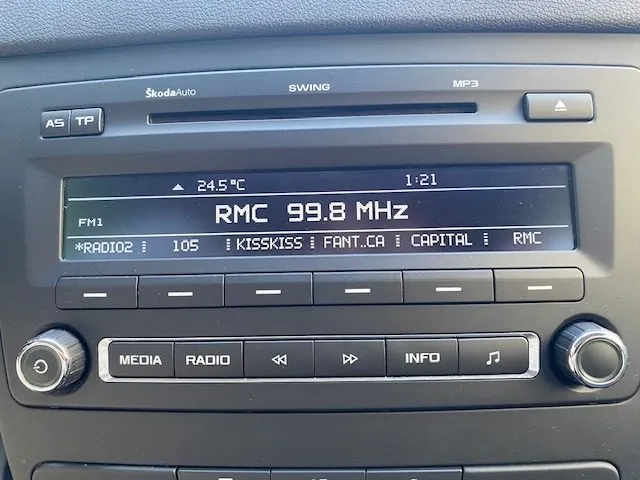 ŠkodaAuto SWING MP3
AS TP
24.5°C 1:21
FM1 RMC 99.8 MHz
*RADIO2 105 KISSKISS FANT..CA CAPITAL RMC
MEDIA RADIO INFO